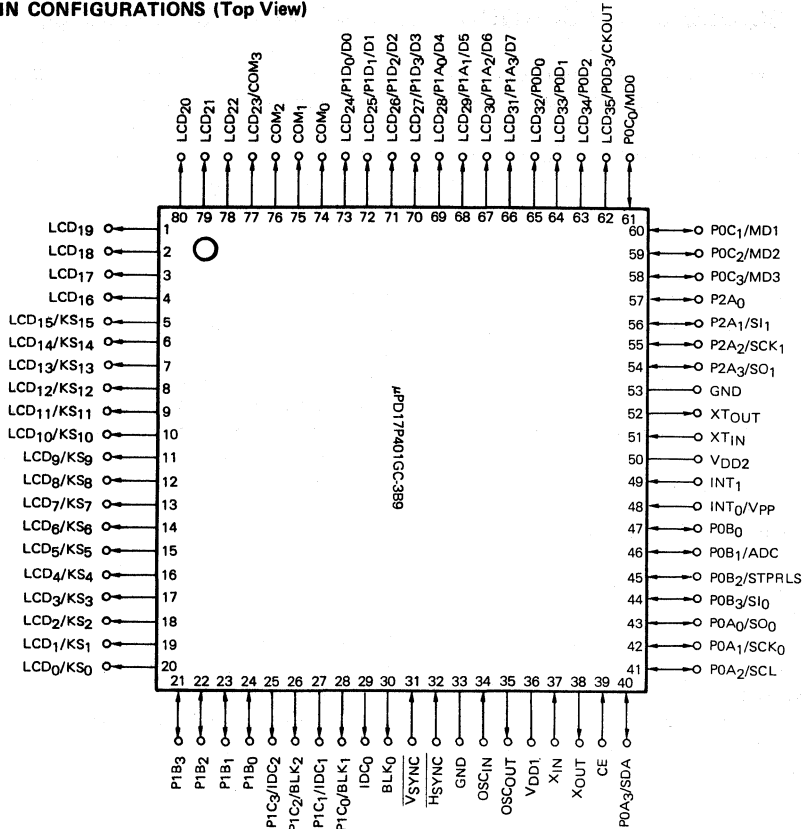 IN CONFIGURATIONS (Top View)
LCD20
LCD21
LCD22
LCD23/COM3
COM2
COM1
COM0
LCD24/P1D0/D0
LCD25/P1D1/D1
LCD26/P1D2/D2
LCD27/P1D3/D3
LCD28/P1A0/D4
LCD29/P1A1/D5
LCD30/P1A2/D6
LCD31/P1A3/D7
LCD32/P0D0
LCD33/P0D1
LCD34/P0D2
LCD35/P0D3/CKOUT
P0C0/MD0
80 79 78 77 76 75 74 73 72 71 70 69 68 67 66 65 64 63 62 61
LCD19 1
LCD18 2
LCD17 3
LCD16 4
LCD15/KS15 5
LCD14/KS14 6
LCD13/KS13 7
LCD12/KS12 8
LCD11/KS11 9
LCD10/KS10 10
LCD9/KS9 11
LCD8/KS8 12
LCD7/KS7 13
LCD6/KS6 14
LCD5/KS5 15
LCD4/KS4 16
LCD3/KS3 17
LCD2/KS2 18
LCD1/KS1 19
LCD0/KS0 20
μPD17P401GC-3B9
60 P0C1/MD1
59 P0C2/MD2
58 P0C3/MD3
57 P2A0
56 P2A1/SI1
55 P2A2/SCK1
54 P2A3/SO1
53 GND
52 XTOUT
51 XTIN
50 VDD2
49 INT1
48 INT0/VPP
47 P0B0
46 P0B1/ADC
45 P0B2/STPRLS
44 P0B3/SI0
43 P0A0/SO0
42 P0A1/SCK0
41 P0A2/SCL
21 22 23 24 25 26 27 28 29 30 31 32 33 34 35 36 37 38 39 40
P1B3
P1B2
P1B1
P1B0
P1C3/IDC2
P1C2/BLK2
P1C1/IDC1
P1C0/BLK1
IDC0
BLK0
VSYNC
HSYNC
GND
OSCIN
OSCOUT
VDD1
XIN
XOUT
CE
P0A3/SDA